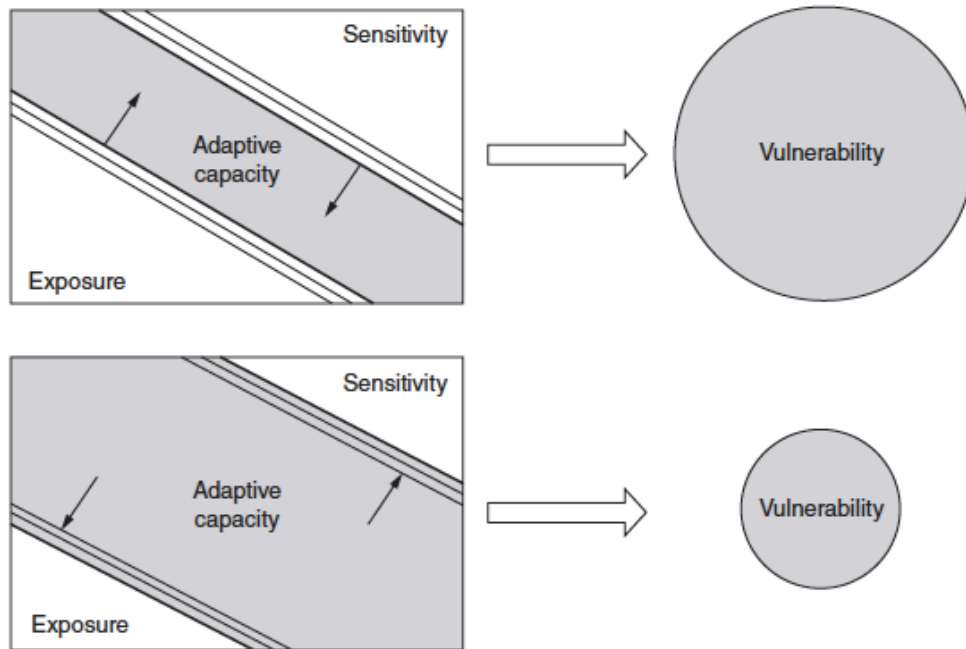 Sensitivity
Adaptive
capacity
Vulnerability
Exposure
Sensitivity
Adaptive
capacity
Vulnerability
Exposure